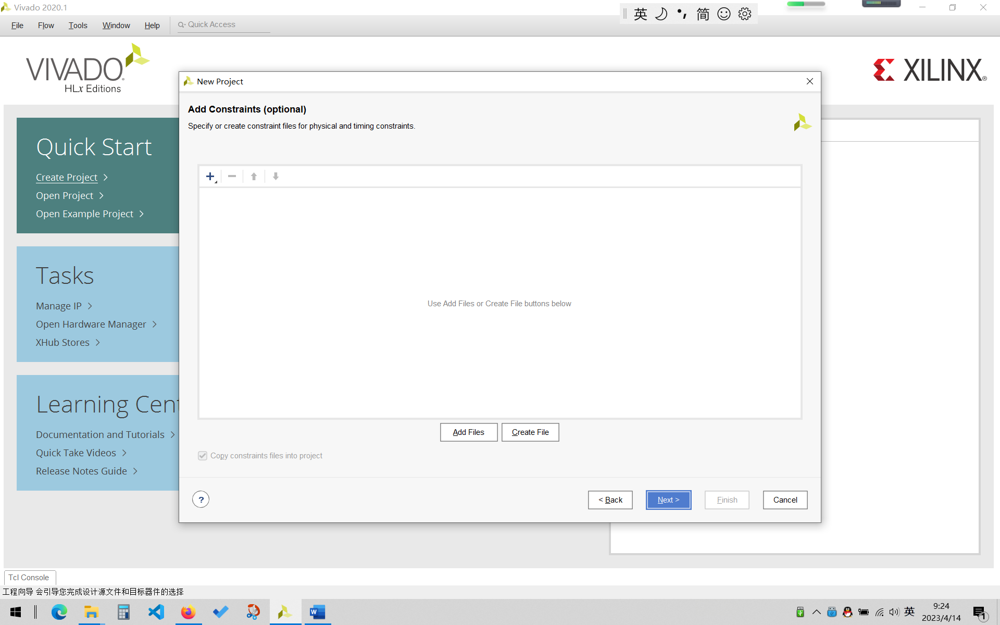 Vivado 2020.1
File Flow Tools Window Help Quick Access
英 简
VIVADO
HLx Editions
XILINX®
New Project
Add Constraints (optional)
Specify or create constraint files for physical and timing constraints.
Quick Start
Create Project
Open Project
Open Example Project
Tasks
Manage IP
Open Hardware Manager
XHub Stores
Learning Cent
Documentation and Tutorials
Quick Take Videos
Release Notes Guide
Use Add Files or Create File buttons below
Add Files Create File
Copy constraints files into project
? < Back Next > Finish Cancel
Tcl Console
工程向导 会引导您完成设计源文件和目标器件的选择
英 9:24
2023/4/14
1